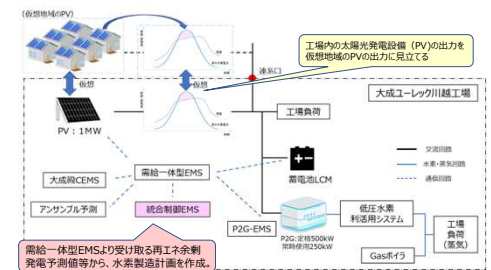 (仮想地域のPV)
工場内の太陽光発電設備（PV)の出力を
仮想地域のPVの出力に見立てる
連系口
仮想
仮想
大成ユーレック川越工場
PV：1MW
工場負荷
交流回路
水素・蒸気回路
通信回路
大成殿CEMS
需給一体型EMS
蓄電池LCM
アンサンブル予測
統合制御EMS
P2G-EMS
低圧水素
利活用システム
工場
負荷
(蒸気)
P2G:定格500kW
常時使用250kW
Gasボイラ
需給一体型EMSより受け取る再エネ余剰
発電予測値等から、水素製造計画を作成。